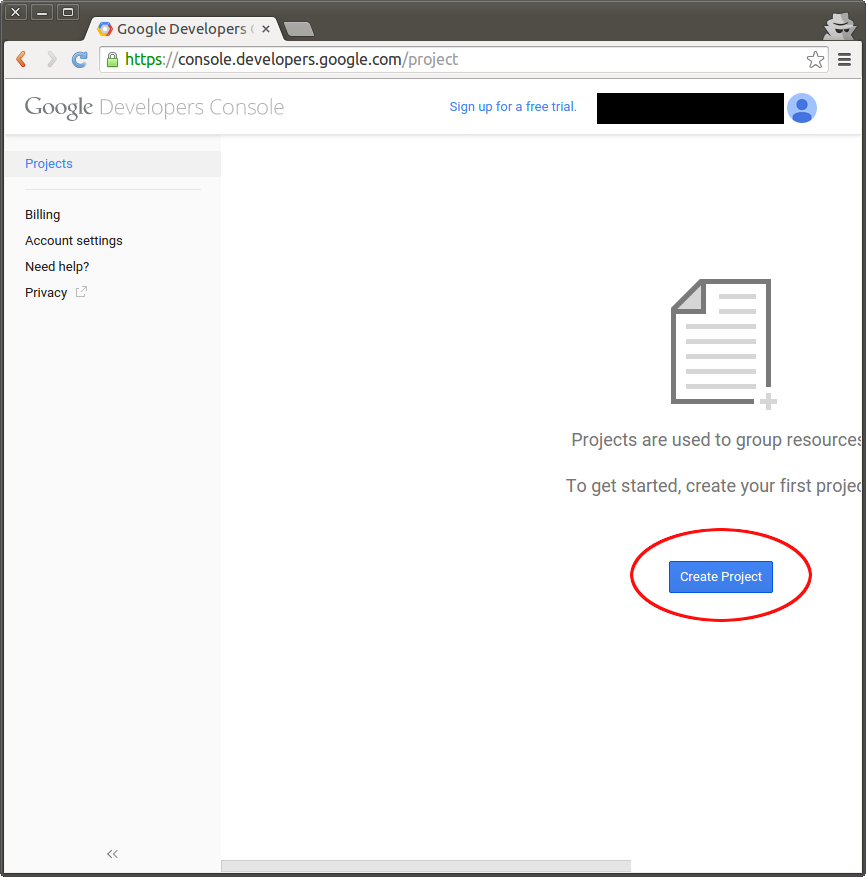 Google Developers C
https://console.developers.google.com/project
Google Developers Console
Sign up for a free trial.
Projects
Billing
Account settings
Need help?
Privacy
Projects are used to group resources
To get started, create your first projec
Create Project